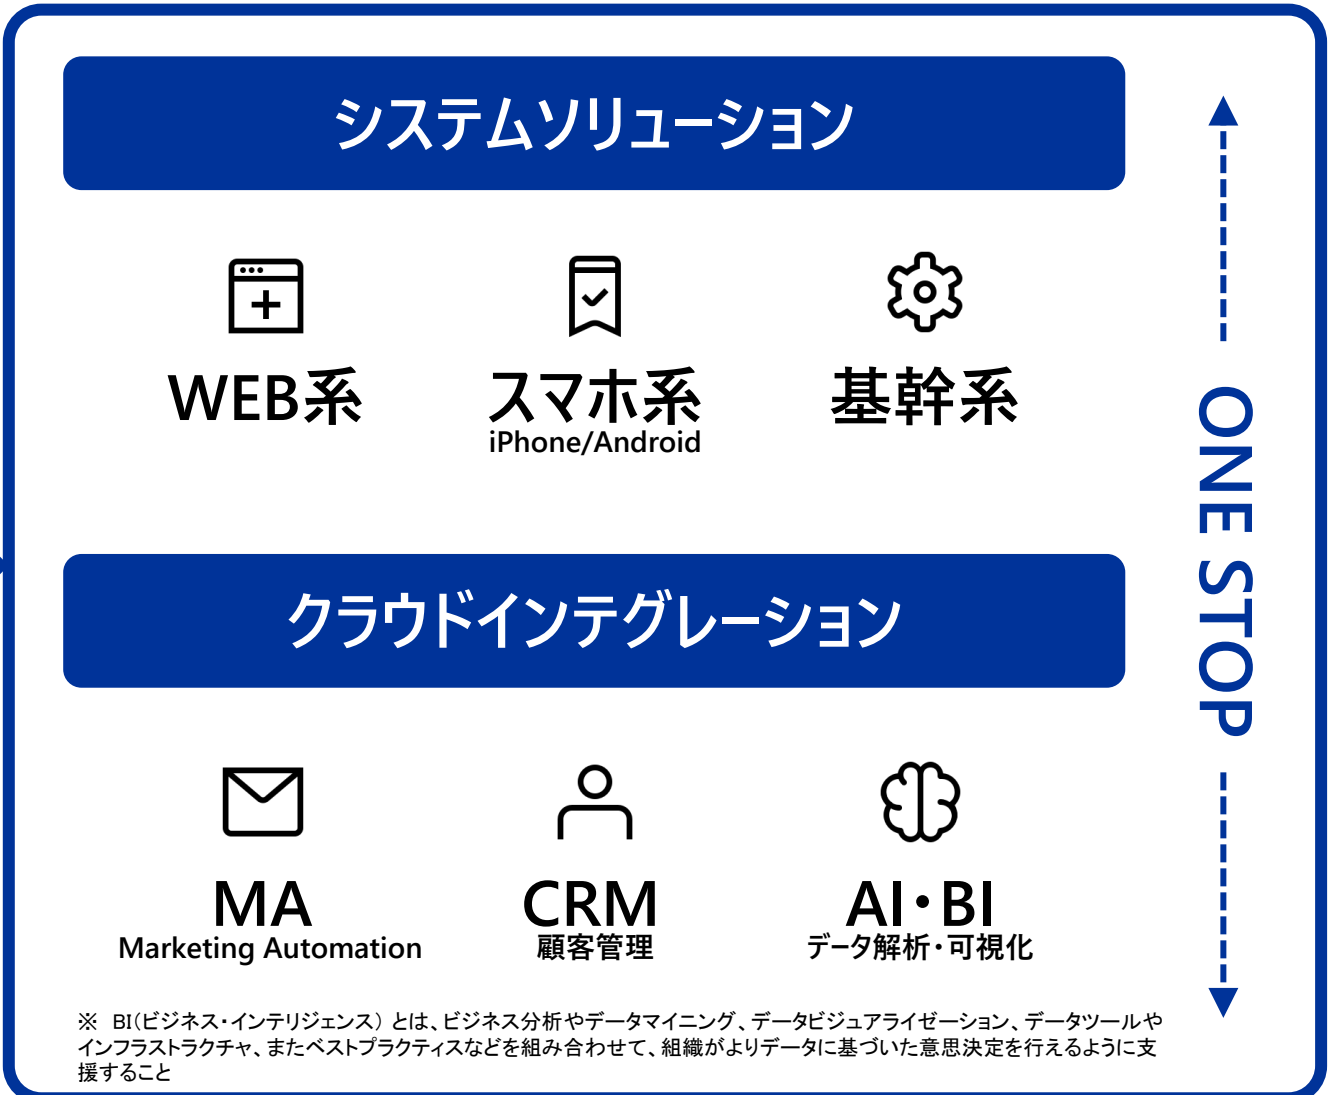 システムソリューション
WEB系
スマホ系
iPhone/Android
基幹系
クラウドインテグレーション
MA
Marketing Automation
CRM
顧客管理
AI・BI
データ解析・可視化
※ BI（ビジネス・インテリジェンス）とは、ビジネス分析やデータマイニング、データビジュアライゼーション、データツールや
インフラストラクチャ、またベストプラクティスなどを組み合わせて、組織がよりデータに基づいた意思決定を行えるように支
援すること
ONE STOP